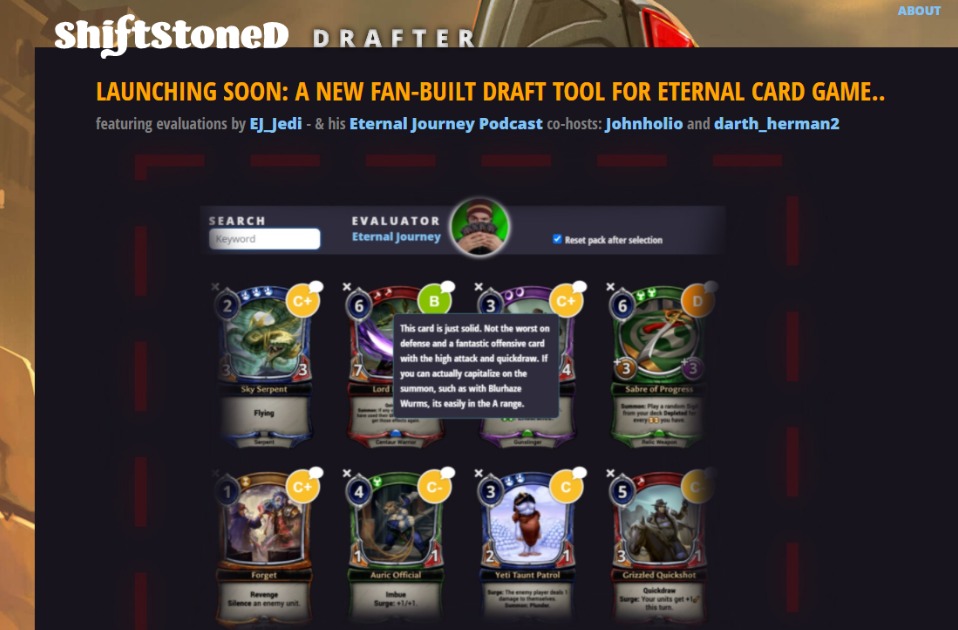 ABOUT
ShiftStoneD DRAFTER
LAUNCHING SOON: A NEW FAN-BUILT DRAFT TOOL FOR ETERNAL CARD GAME..
featuring evaluations by EJ_Jedi - & his Eternal Journey Podcast co-hosts: Johnholio and darth_herman2
SEARCH
Keyword
EVALUATOR
Eternal Journey
Reset pack after selection
2 C+
3 3
Sky Serpent
Flying
Serpent
6 B
7
Lord
Centaur Warrior
3 C+
4
Gunslinger
This card is just solid. Not the worst on
defense and a fantastic offensive card
with the high attack and quickdraw. If
you can actually capitalize on the
summon, such as with Blurhaze
Wurms, its easily in the A range.
6 D
+3 +3
Sabre of Progress
Summon: Play a random
from your deck Depleted for
every you have.
Relic Weapon
1 C+
Forget
Revenge
Silence an enemy unit.
4 C-
1 1
Auric Official
Imbue
Surge: +1/+1.
3 C
2 1
Yeti Taunt Patrol
Surge: The enemy player deals 1
damage to themselves.
Summon: Plunder.
5 C
3 1
Grizzled Quickshot
Quickdraw
Surge: Your units get +1
this turn.